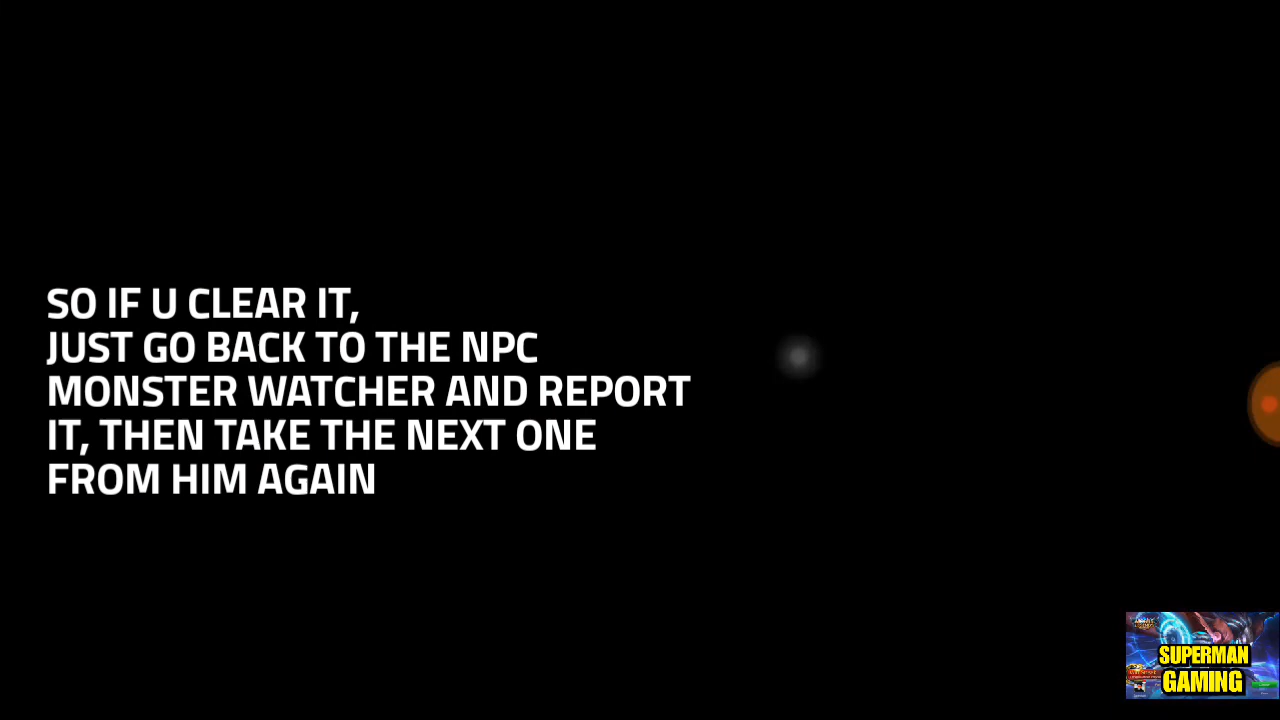 SO IF U CLEAR IT,
JUST GO BACK TO THE NPC
MONSTER WATCHER AND REPORT
IT, THEN TAKE THE NEXT ONE
FROM HIM AGAIN
SUPERMAN
GAMING